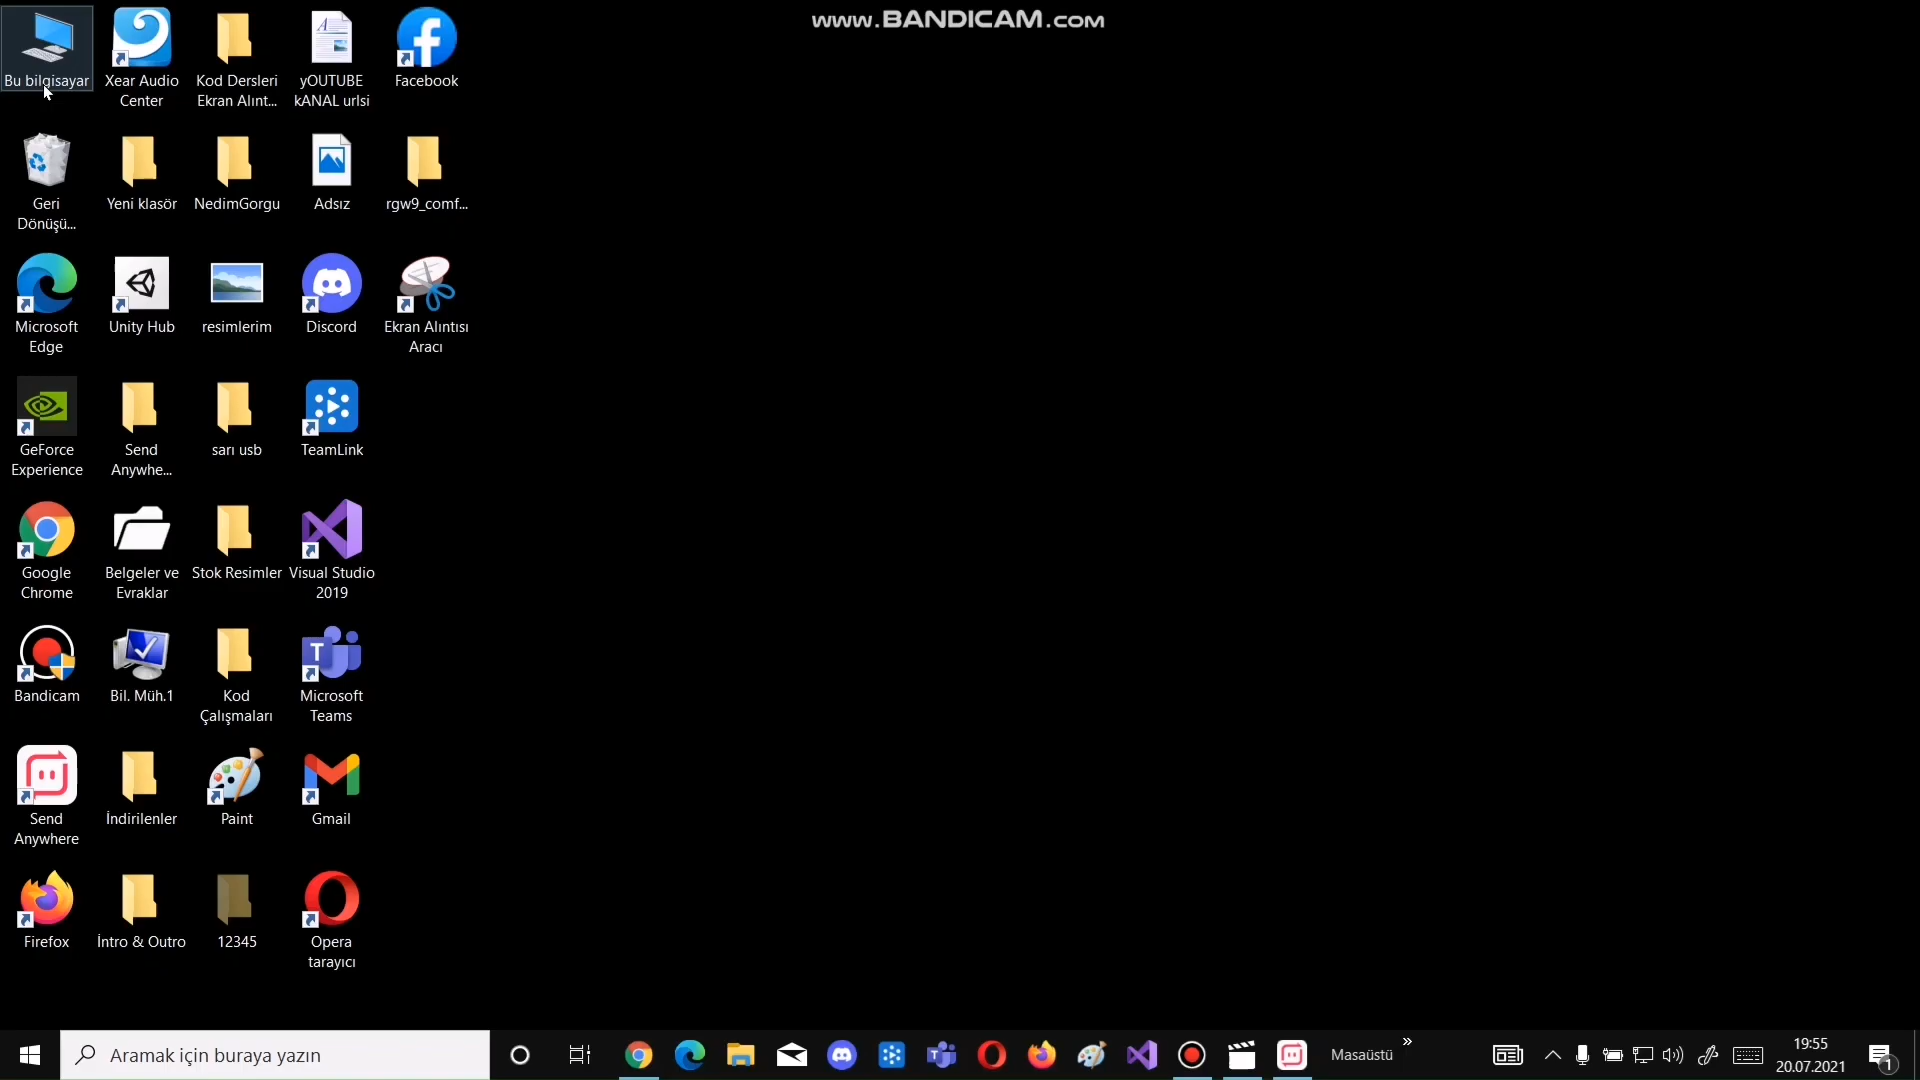 www.BANDICAM.com
Bu bilgisayar
Xear Audio
Center
Kod Dersleri
Ekran Alınt...
yOUTUBE
kANAL urlsi
Facebook
Geri
Dönüşü...
Yeni klasör
NedimGorgu
Adsız
rgw9_comf...
Microsoft
Edge
Unity Hub
resimlerim
Discord
Ekran Alıntısı
Aracı
GeForce
Experience
Send
Anywhe...
sarı usb
TeamLink
Google
Chrome
Belgeler ve
Evraklar
Stok Resimler
Visual Studio
2019
Bandicam
Bil. Müh.1
Kod
Çalışmaları
Microsoft
Teams
Send
Anywhere
İndirilenler
Paint
Gmail
Firefox
İntro & Outro
12345
Opera
tarayıcı
Aramak için buraya yazın
Masaüstü
»
19:55
20.07.2021
1